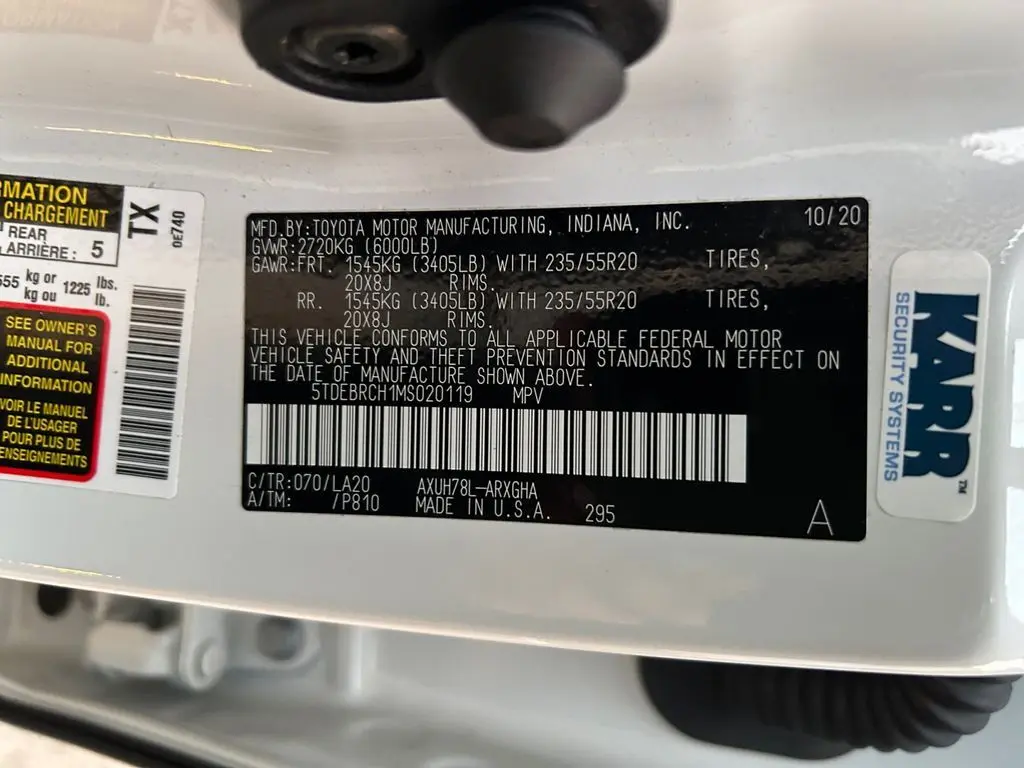 RMATION
CHARGEMENT
REAR
ARRIÈRE : 5
555 kg or kg ou 1225 lbs. lb.
SEE OWNER'S
MANUAL FOR
ADDITIONAL
INFORMATION
VOIR LE MANUEL
DE L'USAGER
POUR PLUS DE
ENSEIGNEMENTS
TX
0E740
MFD.BY:TOYOTA MOTOR MANUFACTURING, INDIANA, INC. 10/20
GVWR:2720KG (6000LB)
GAWR:FRT. 1545KG (3405LB) WITH 235/55R20 TIRES,
20X8J RIMS.
RR. 1545KG (3405LB) WITH 235/55R20 TIRES,
20X8J RIMS.
THIS VEHICLE CONFORMS TO ALL APPLICABLE FEDERAL MOTOR
VEHICLE SAFETY AND THEFT PREVENTION STANDARDS IN EFFECT ON
THE DATE OF MANUFACTURE SHOWN ABOVE.
5TDEBRCH1MS020119 MPV
C/TR:070/LA20 AXUH78L-ARXGHA
A/TM: /P810 MADE IN U.S.A. 295
A
KARR™
SECURITY SYSTEMS